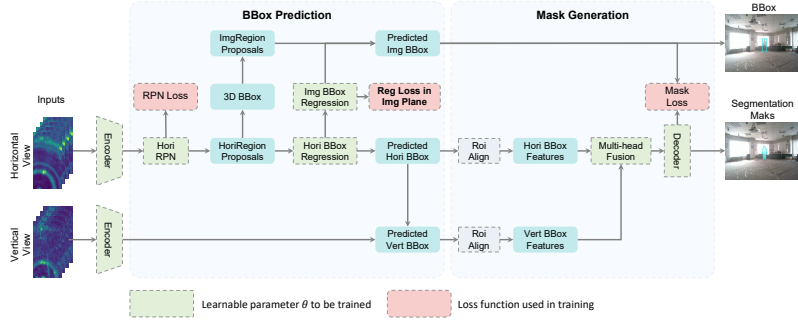 BBox Prediction
Mask Generation
BBox
ImgRegion
Proposals
Predicted
Img BBox
Inputs
RPN Loss
3D BBox
Img BBox
Regression
Reg Loss in
Img Plane
Mask
Loss
Segmentation
Maks
Horizontal
View
Encoder
Hori
RPN
HoriRegion
Proposals
Hori BBox
Regression
Predicted
Hori BBox
Roi
Align
Hori BBox
Features
Multi-head
Fusion
Decoder
Vertical
View
Encoder
Predicted
Vert BBox
Roi
Align
Vert BBox
Features
Learnable parameter θ to be trained
Loss function used in training